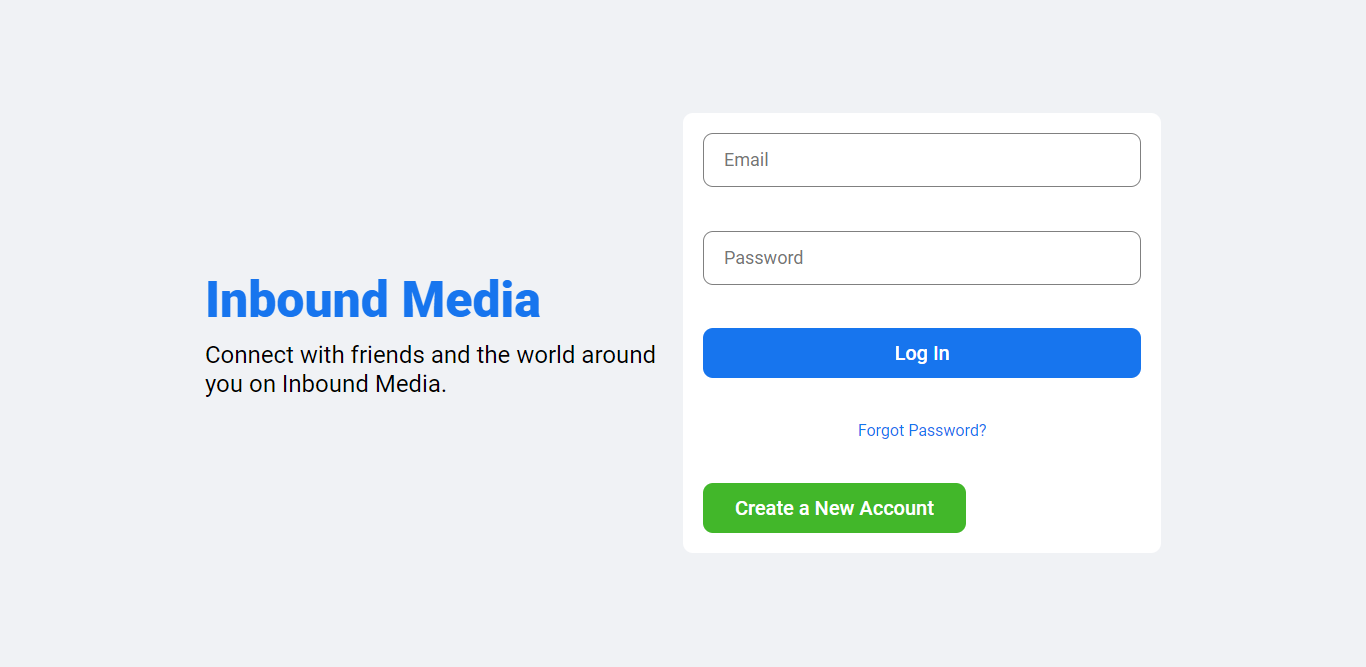 Inbound Media
Connect with friends and the world around
you on Inbound Media.
Email
Password
Log In
Forgot Password?
Create a New Account